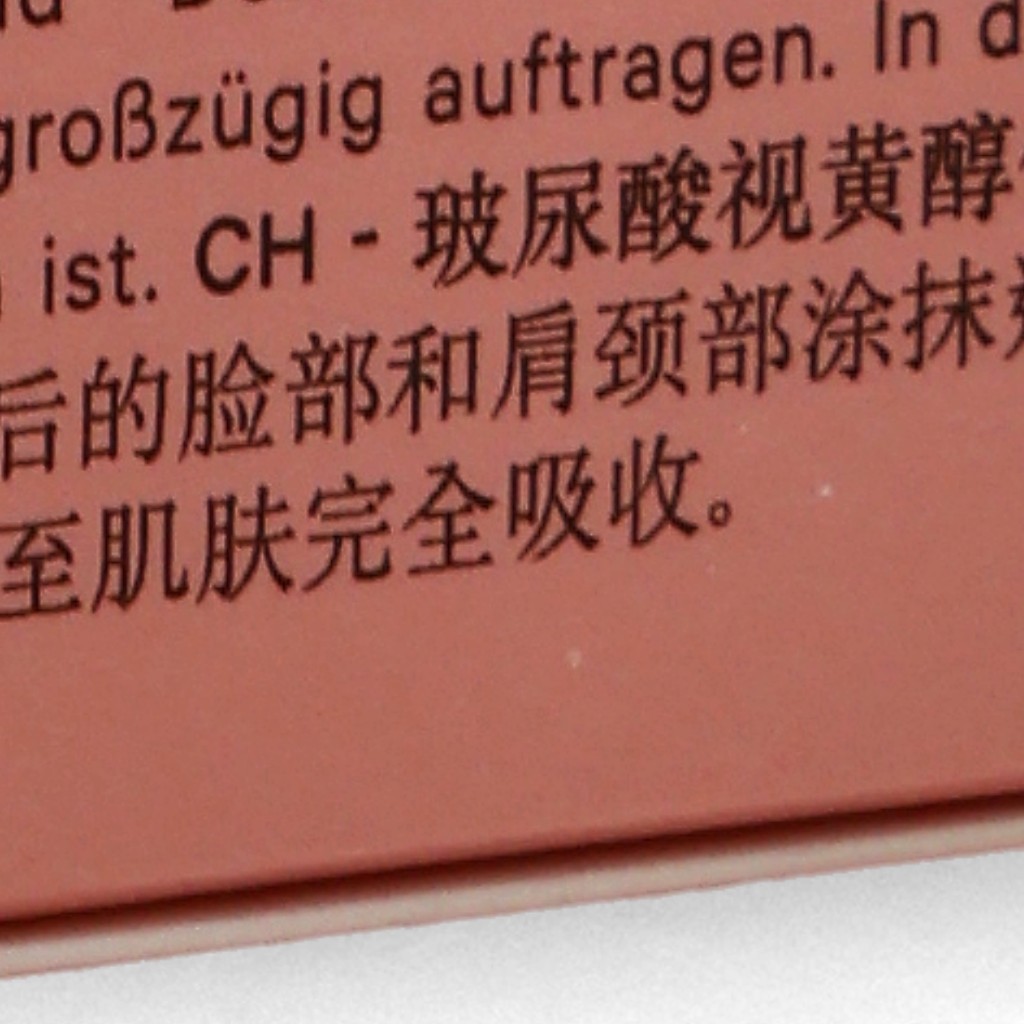 großzügig auftragen. In
ist. CH - 玻尿酸视黄醇
后的脸部和肩颈部涂抹
至肌肤完全吸收。